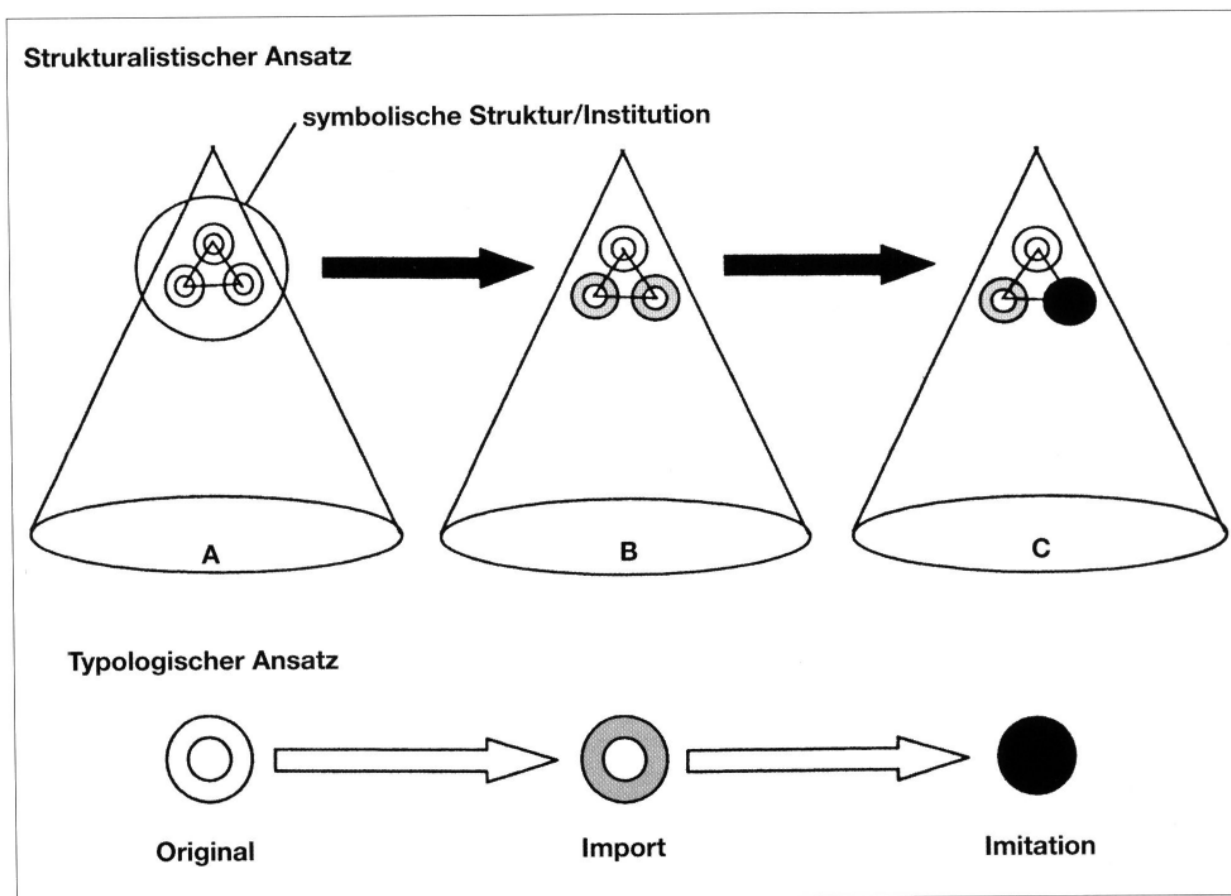 Strukturalistischer Ansatz
symbolische Struktur/Institution
A
B
C
Typologischer Ansatz
Original
Import
Imitation